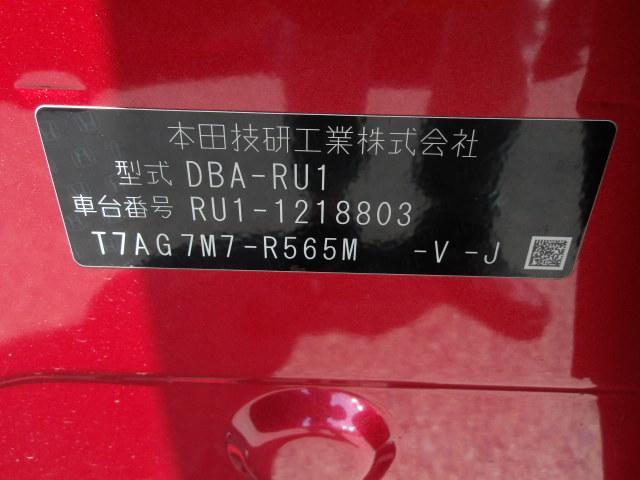 本田技研工業株式会社
型式 DBA-RU1
車台番号 RU1-1218803
T7AG7M7-R565M -V -J